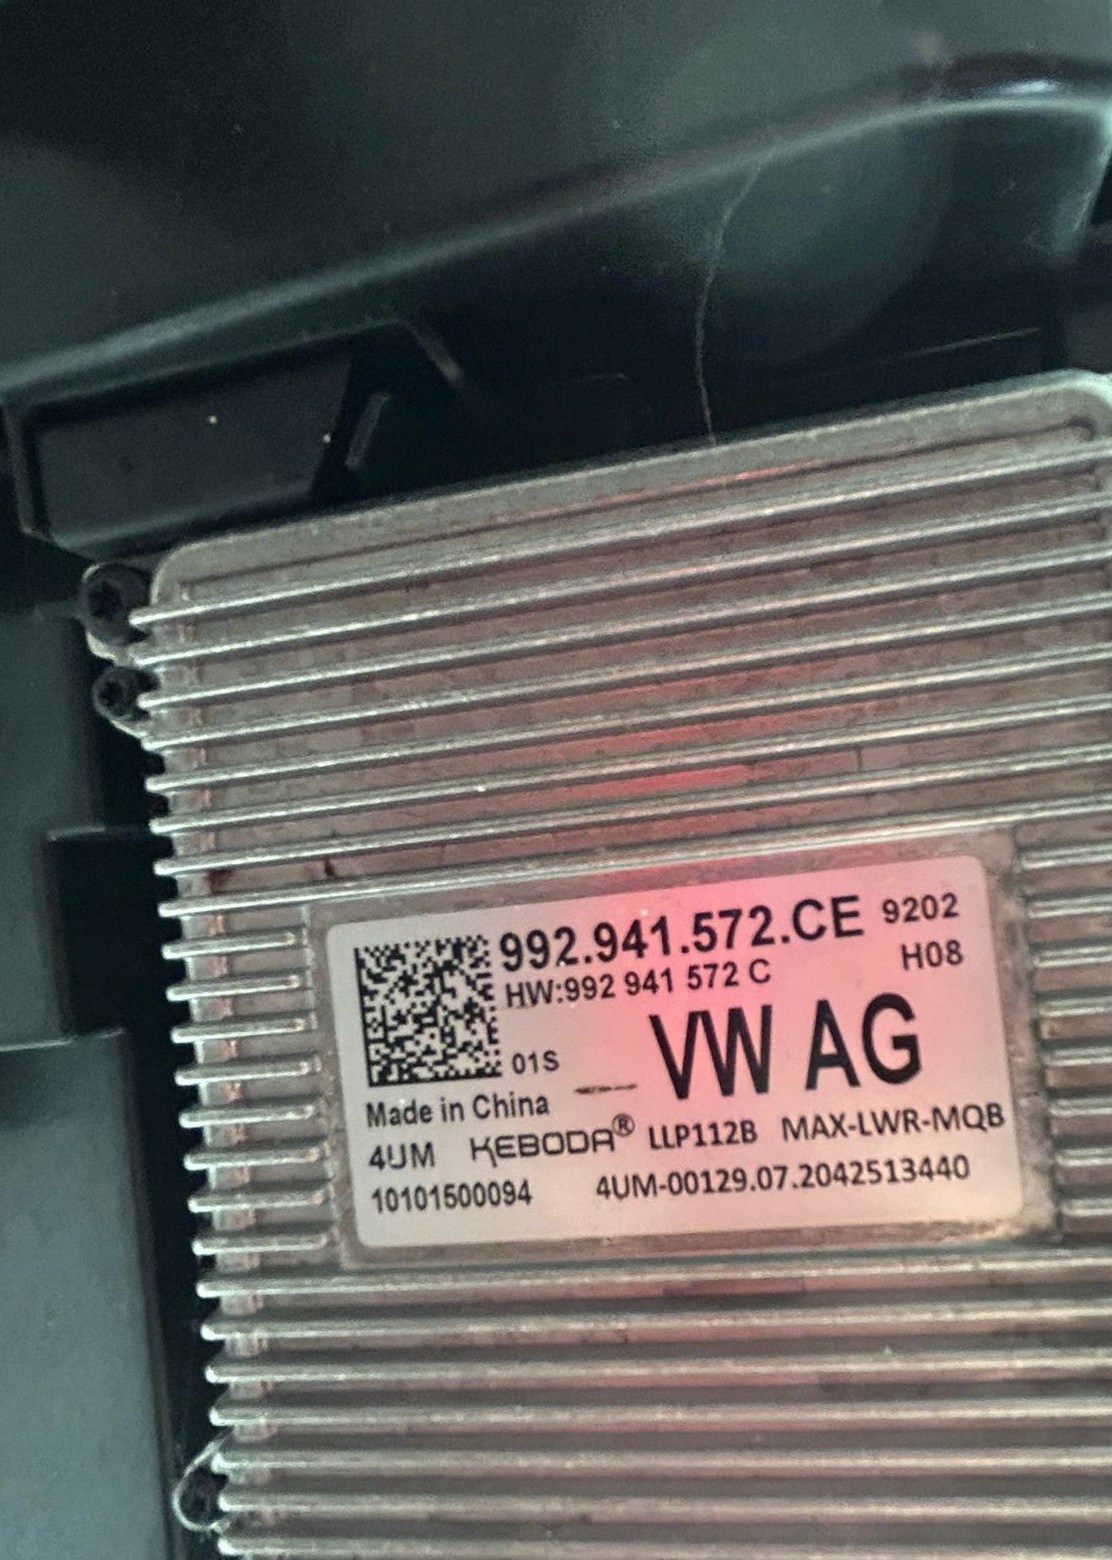 992.941.572.CE 9202
HW:992 941 572 C H08
01S VW AG
Made in China
4UM KEBODA® LLP112B MAX-LWR-MQB
10101500094 4UM-00129.07.2042513440